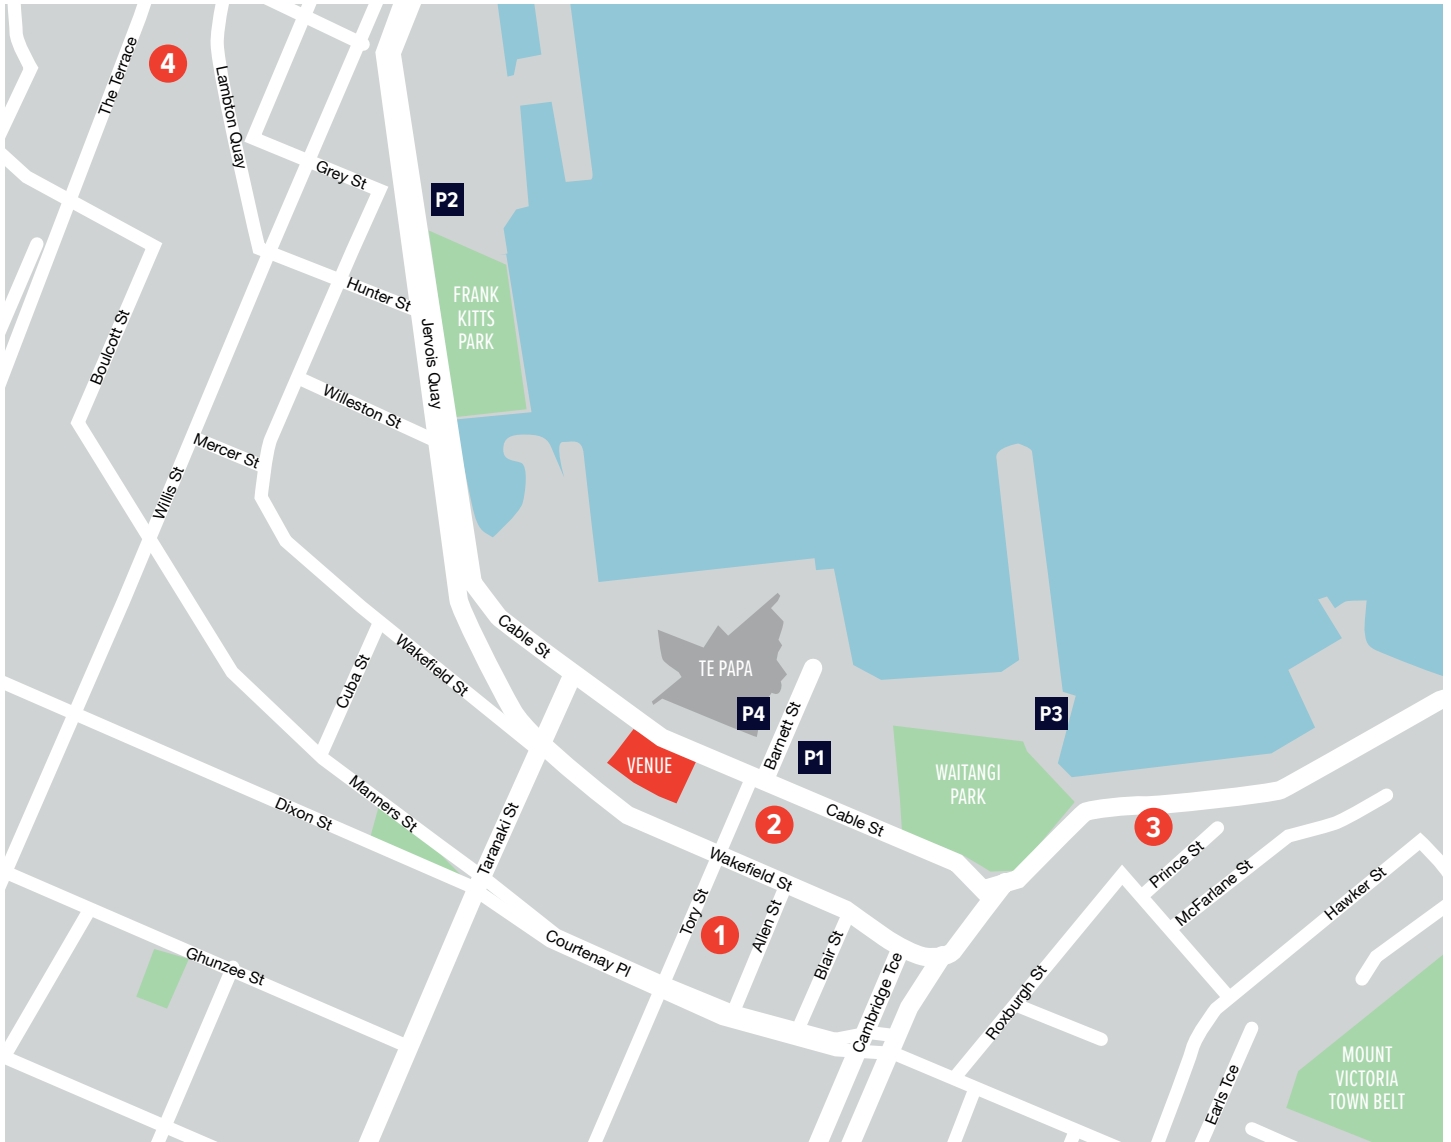 The Terrace
4
Lambton Quay
Grey St
P2
FRANK
KITTS
PARK
Hunter St
Jervois Quay
Boulcott St
Willeston St
Mercer St
Willis St
Cable St
Wakefield St
Cuba St
TE PAPA
P4
Barnett St
P1
P3
VENUE
WAITANGI
PARK
Manners St
Dixon St
Taranaki St
2
Cable St
3
Prince St
McFarlane St
Hawker St
Wakefield St
Tory St
1
Allen St
Blair St
Courtenay Pl
Ghunzee St
Cambridge Tce
Roxburgh St
Earls Tce
MOUNT
VICTORIA
TOWN BELT